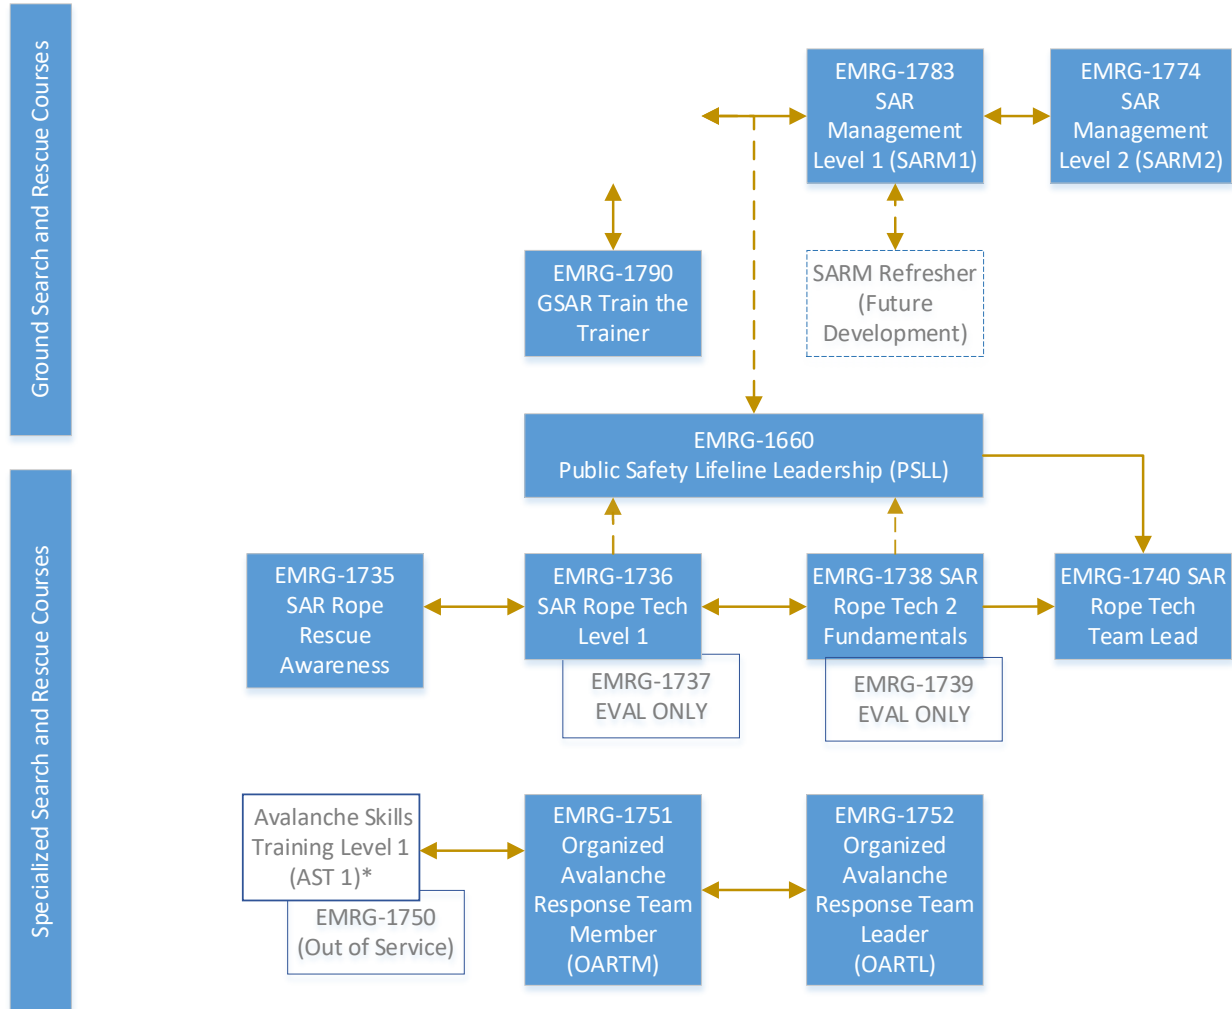 Ground Search and Rescue Courses
EMRG-1783
SAR
Management
Level 1 (SARM1)
EMRG-1774
SAR
Management
Level 2 (SARM2)
EMRG-1790
GSAR Train the
Trainer
SARM Refresher
(Future
Development)
EMRG-1660
Public Safety Lifeline Leadership (PSLL)
Specialized Search and Rescue Courses
EMRG-1735
SAR Rope
Rescue
Awareness
EMRG-1736
SAR Rope Tech
Level 1
EMRG-1737
EVAL ONLY
EMRG-1738 SAR
Rope Tech 2
Fundamentals
EMRG-1739
EVAL ONLY
EMRG-1740 SAR
Rope Tech
Team Lead
Avalanche Skills
Training Level 1
(AST 1)*
EMRG-1750
(Out of Service)
EMRG-1751
Organized
Avalanche
Response Team
Member
(OARTM)
EMRG-1752
Organized
Avalanche
Response Team
Leader
(OARTL)